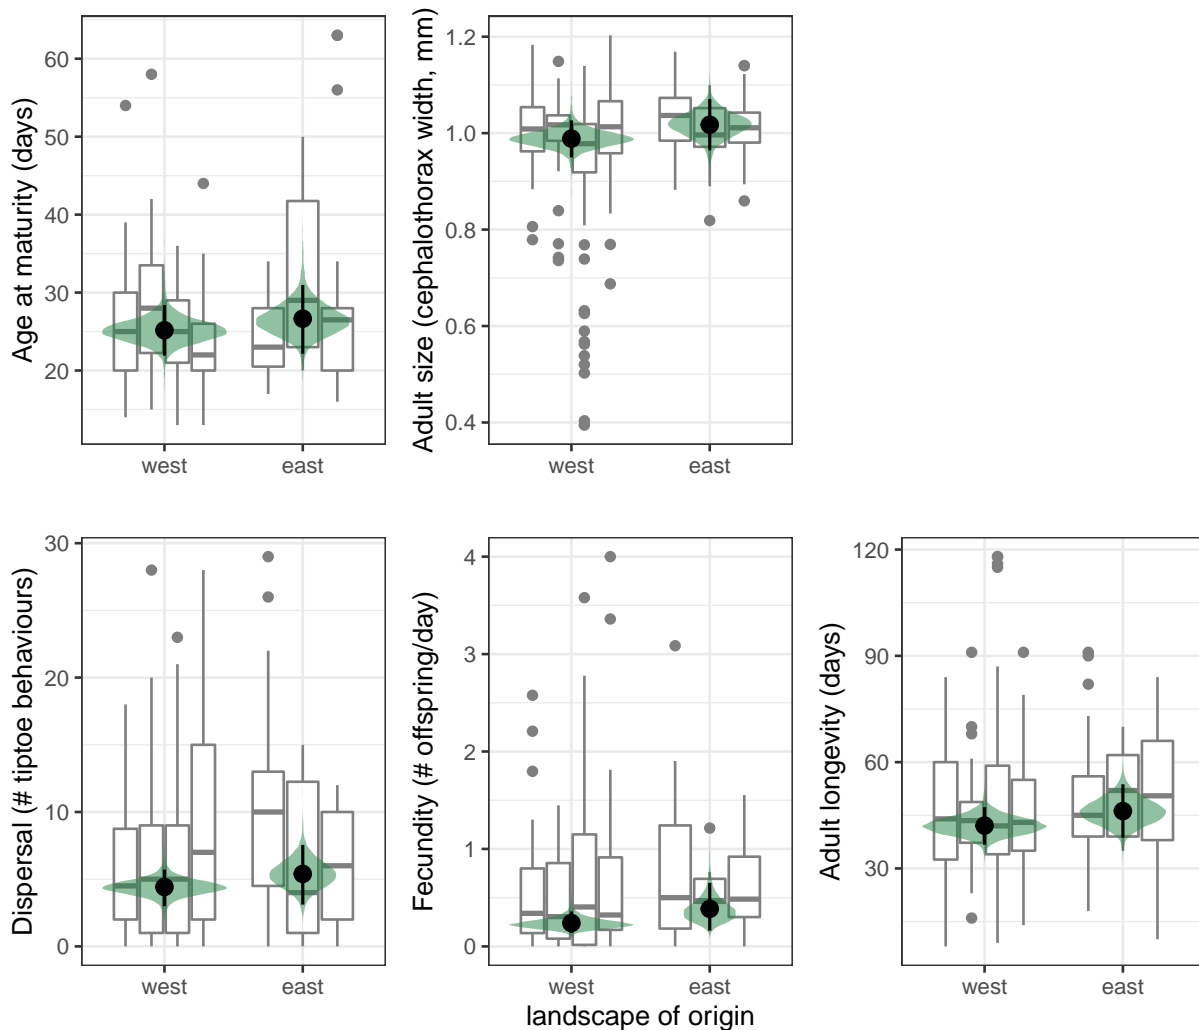 Age at maturity (days)
60
50
40
30
20
west
east
Adult size (cephalothorax width, mm)
1.2
1.0
0.8
0.6
0.4
west
east
Dispersal (# tiptoe behaviours)
30
20
10
0
west
east
Fecundity (# offspring/day)
4
3
2
1
0
west
east
landscape of origin
Adult longevity (days)
120
90
60
30
west
east